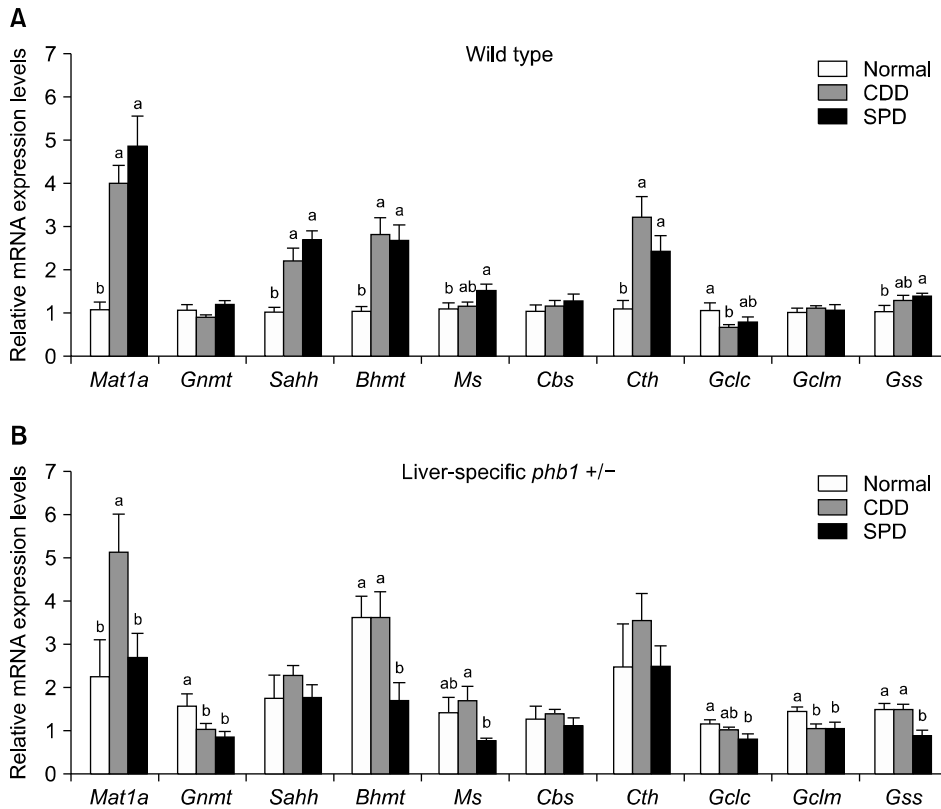 A
Wild type
Relative mRNA expression levels
7
6
5
4
3
2
1
0
Normal
CDD
SPD
b a a
b a a
b a a
b ab a
b a a
a b ab
b ab a
Mat1a Gnmt Sahh Bhmt Ms Cbs Cth Gclc Gclm Gss
B
Liver-specific phb1 +/−
Relative mRNA expression levels
7
6
5
4
3
2
1
0
Normal
CDD
SPD
b a b
a b b
a a b
ab a b
a ab b
a b b
a a b
Mat1a Gnmt Sahh Bhmt Ms Cbs Cth Gclc Gclm Gss